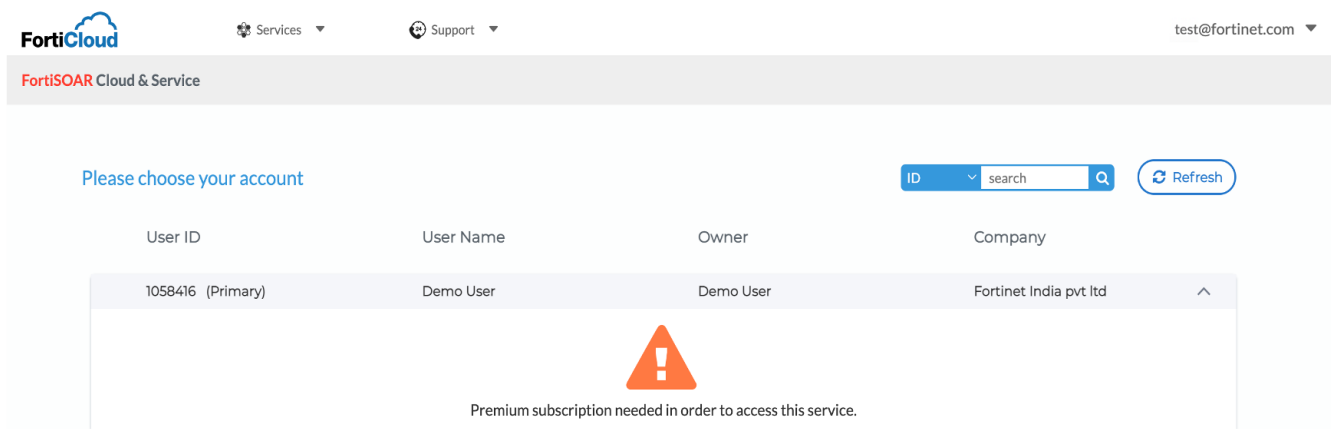 FortiCloud
Services
24
Support
test@fortinet.com
FortiSOAR Cloud & Service
Please choose your account
ID
search
Refresh
User ID
User Name
Owner
Company
1058416 (Primary)
Demo User
Demo User
Fortinet India pvt ltd
Premium subscription needed in order to access this service.